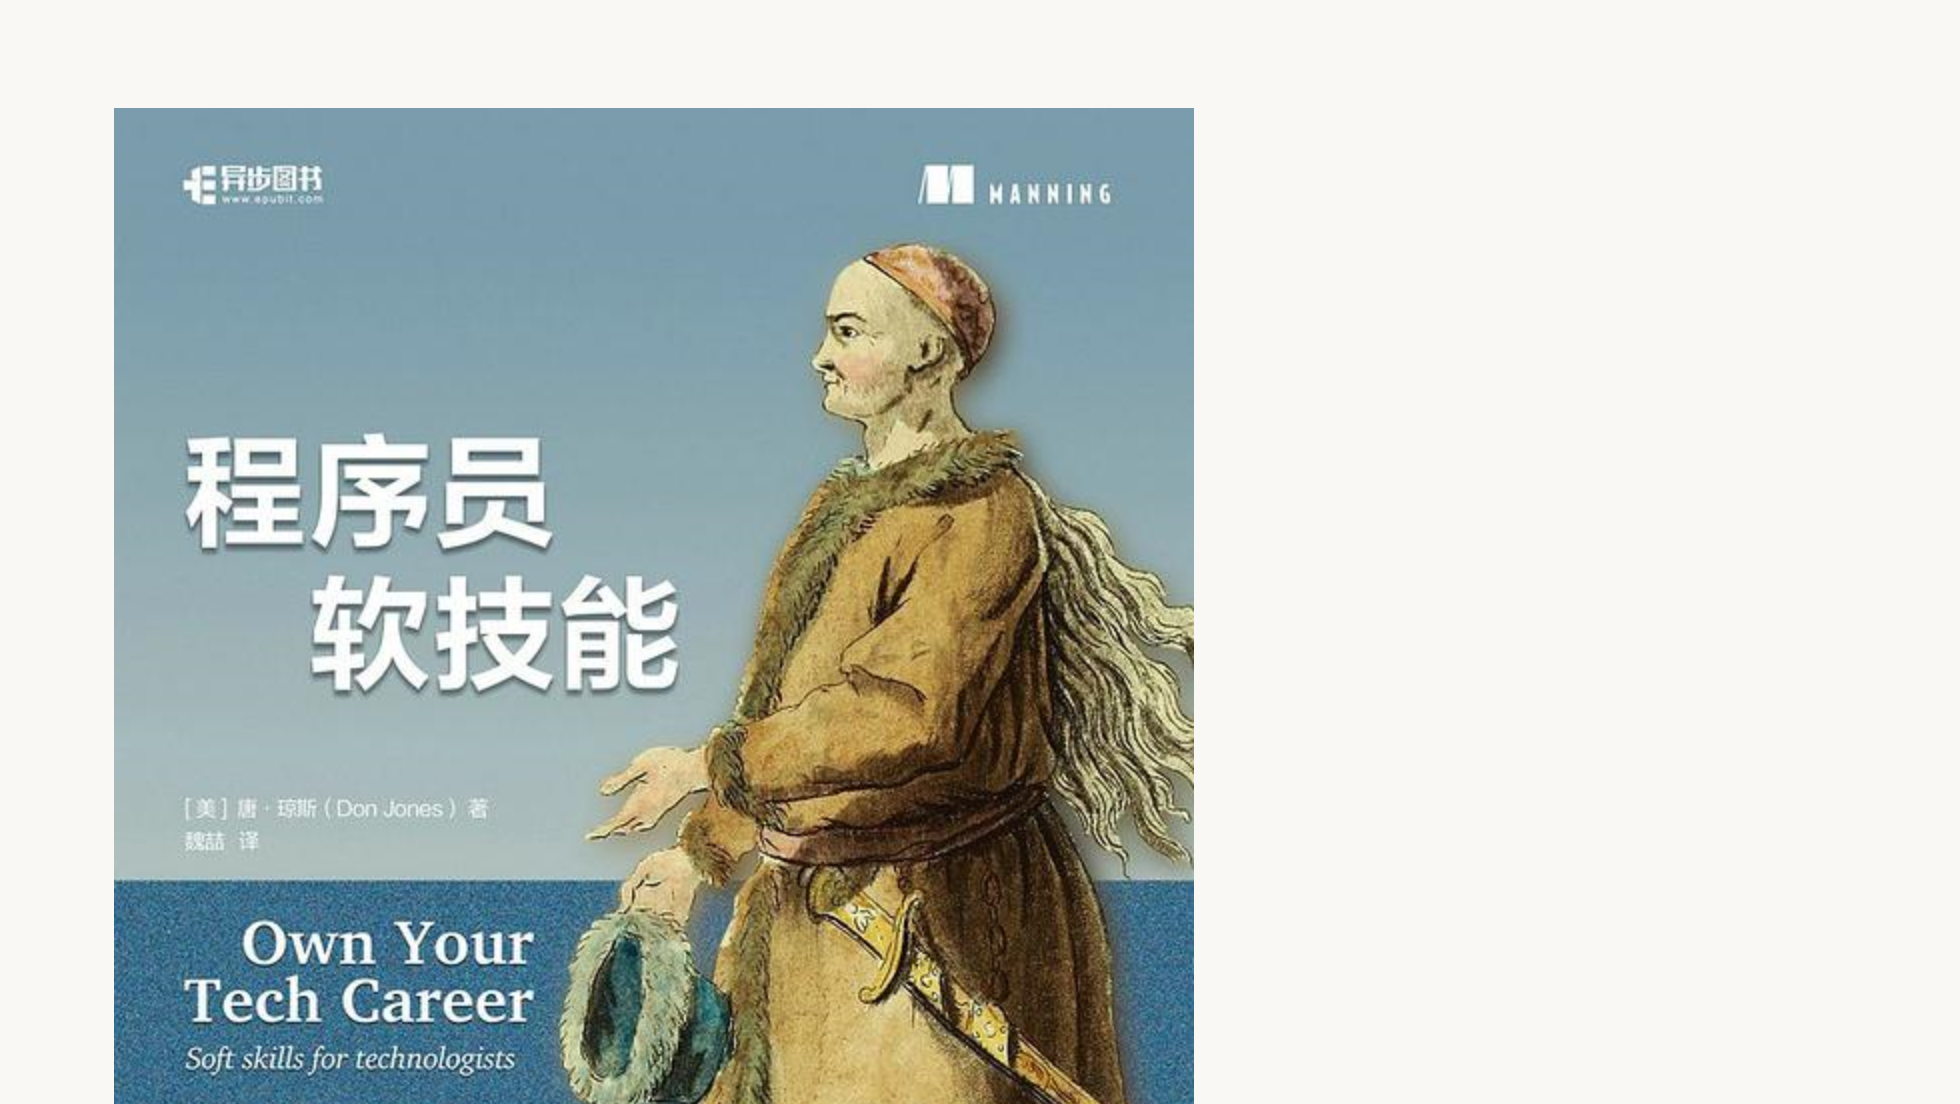 异步图书
www.epubit.com
MANNING
程序员
软技能
[美] 唐·琼斯（Don Jones）著
魏喆 译
Own Your
Tech Career
Soft skills for technologists